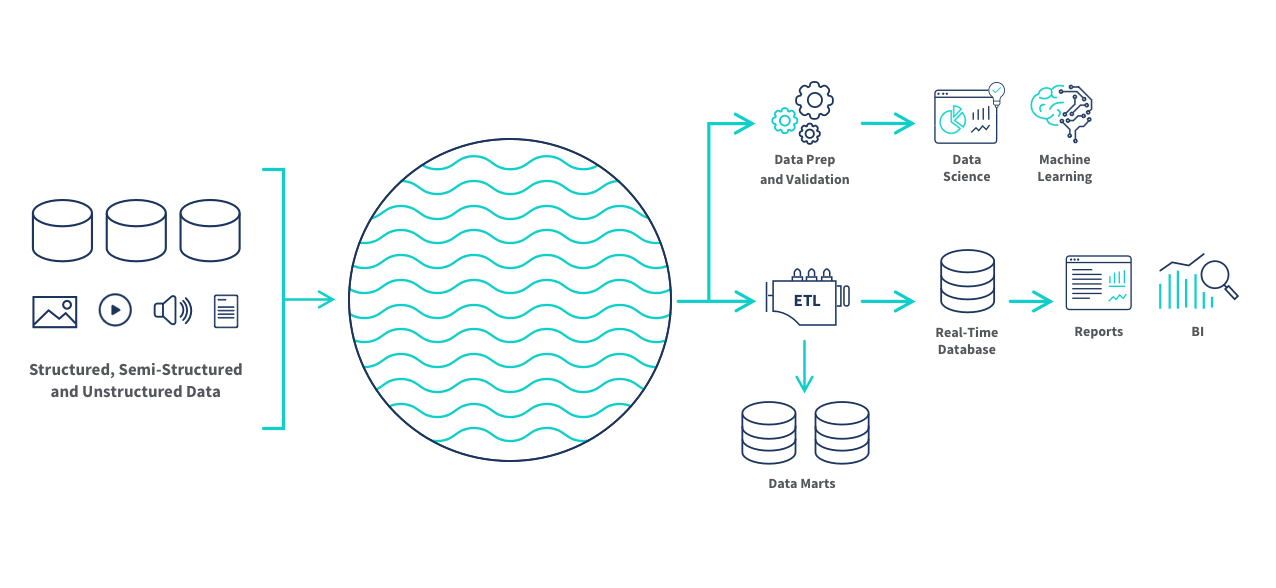 Structured, Semi-Structured
and Unstructured Data
Data Prep
and Validation
Data
Science
Machine
Learning
ETL
Real-Time
Database
Reports
BI
Data Marts